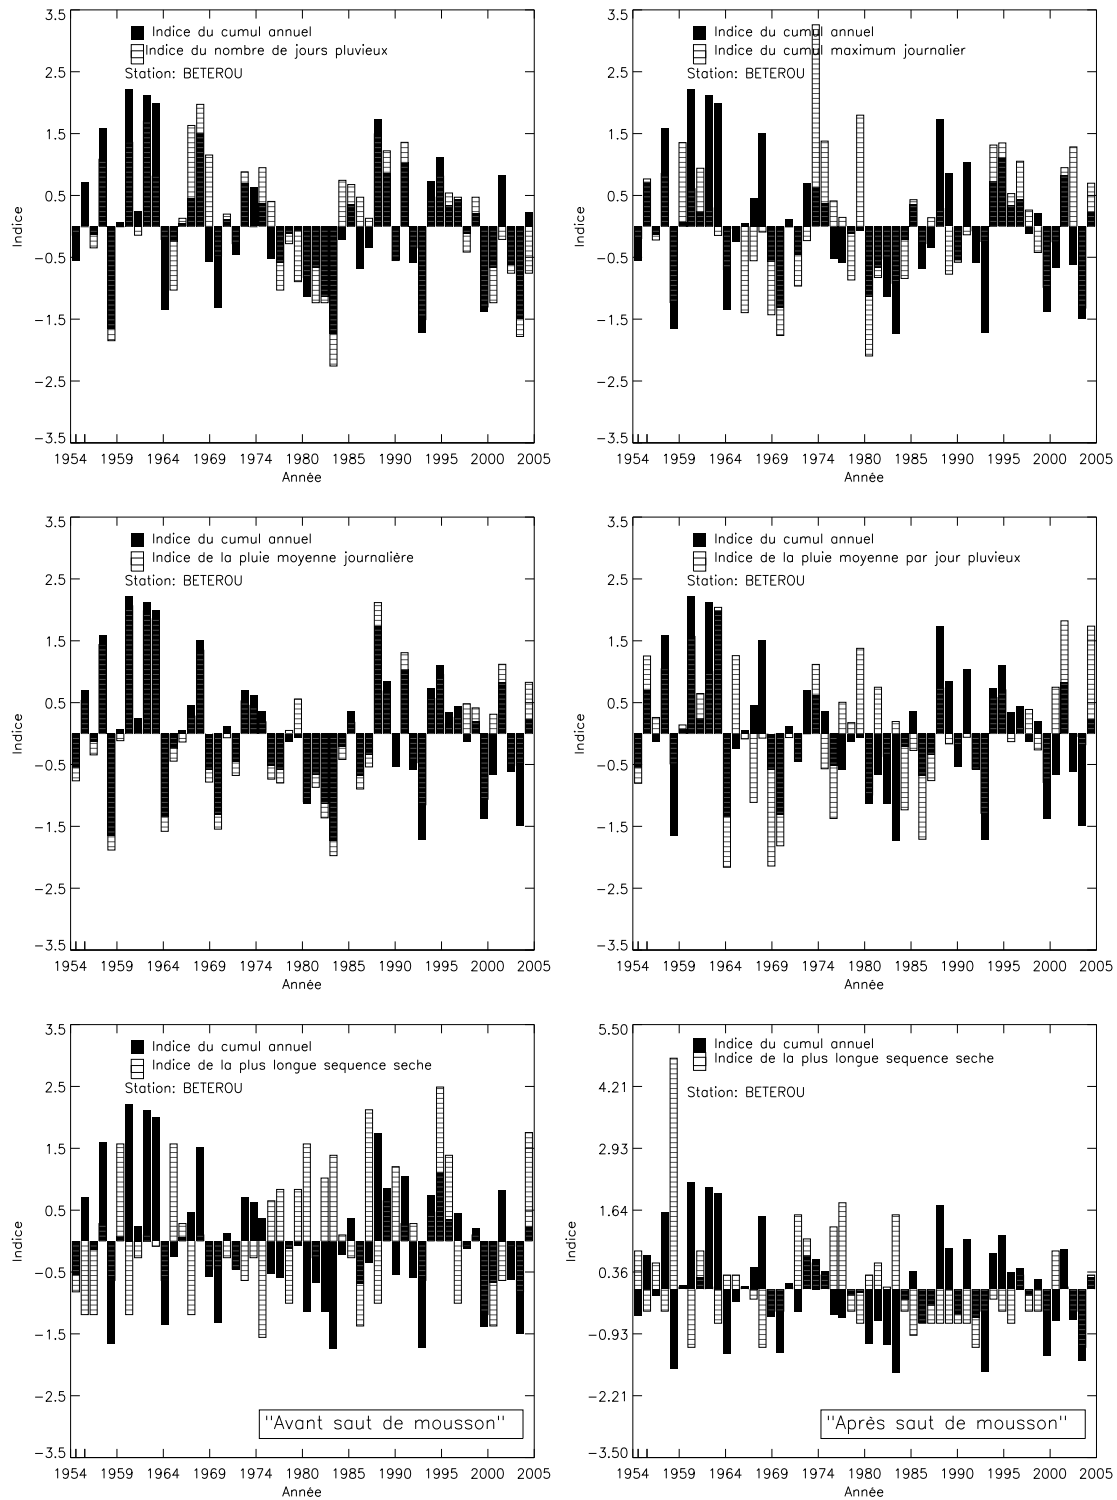 3.5
Indice du cumul annuel
Indice du nombre de jours pluvieux
Station: BETEROU
2.5
1.5
0.5
−0.5
−1.5
−2.5
−3.5
Indice
1954 1959 1964 1969 1974 1980 1985 1990 1995 2000 2005
Année
3.5
Indice du cumul annuel
Indice du cumul maximum journalier
Station: BETEROU
2.5
1.5
0.5
−0.5
−1.5
−2.5
−3.5
Indice
1954 1959 1964 1969 1974 1980 1985 1990 1995 2000 2005
Année
3.5
Indice du cumul annuel
Indice de la pluie moyenne journalière
Station: BETEROU
2.5
1.5
0.5
−0.5
−1.5
−2.5
−3.5
Indice
1954 1959 1964 1969 1974 1980 1985 1990 1995 2000 2005
Année
3.5
Indice du cumul annuel
Indice de la pluie moyenne par jour pluvieux
Station: BETEROU
2.5
1.5
0.5
−0.5
−1.5
−2.5
−3.5
Indice
1954 1959 1964 1969 1974 1980 1985 1990 1995 2000 2005
Année
3.5
Indice du cumul annuel
Indice de la plus longue sequence seche
Station: BETEROU
2.5
1.5
0.5
−0.5
−1.5
−2.5
−3.5
Indice
"Avant saut de mousson"
1954 1959 1964 1969 1974 1980 1985 1990 1995 2000 2005
Année
5.50
Indice du cumul annuel
Indice de la plus longue sequence seche
Station: BETEROU
4.21
2.93
1.64
0.36
−0.93
−2.21
−3.50
Indice
"Après saut de mousson"
1954 1959 1964 1969 1974 1980 1985 1990 1995 2000 2005
Année